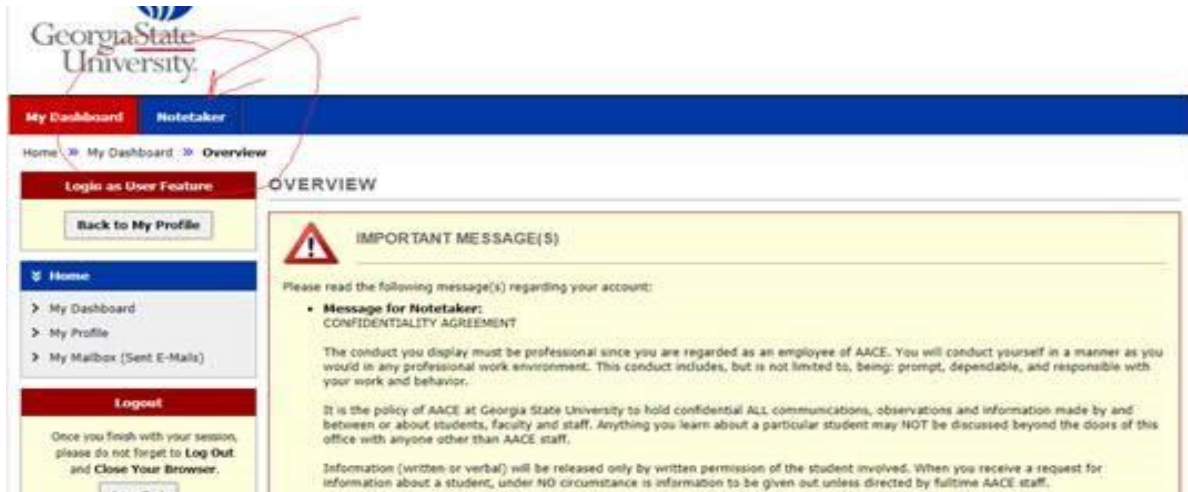 GeorgiaState
University.
My Dashboard Notetaker
Home » My Dashboard » Overview
Login as User Feature
Back to My Profile
Home
My Dashboard
My Profile
My Mailbox (Sent E-Mails)
Logout
Once you finish with your session,
please do not forget to Log Out
and Close Your Browser.
OVERVIEW
IMPORTANT MESSAGE(S)
Please read the following message(s) regarding your account:
• Message for Notetaker:
CONFIDENTIALITY AGREEMENT
The conduct you display must be professional since you are regarded as an employee of AACE. You will conduct yourself in a manner as you
would in any professional work environment. This conduct includes, but is not limited to, being: prompt, dependable, and responsible with
your work and behavior.
It is the policy of AACE at Georgia State University to hold confidential ALL communications, observations and information made by and
between or about students, faculty and staff. Anything you learn about a particular student may NOT be discussed beyond the doors of this
office with anyone other than AACE staff.
Information (written or verbal) will be released only by written permission of the student involved. When you receive a request for
information about a student, under NO circumstance is information to be given out unless directed by fulltime AACE staff.